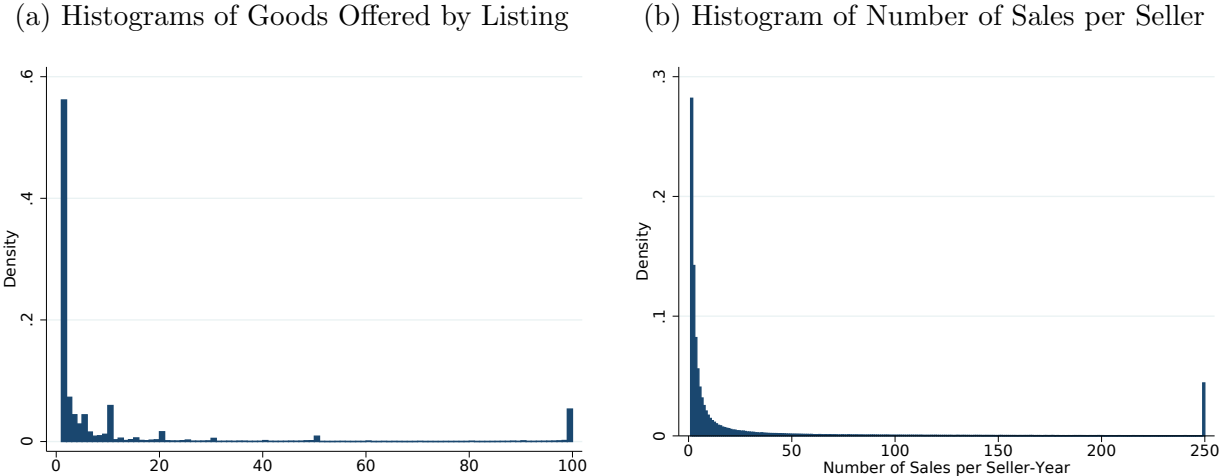 (a) Histograms of Goods Offered by Listing
(b) Histogram of Number of Sales per Seller
.6
.4
.2
0
Density
0 20 40 60 80 100
.3
.2
.1
0
Density
0 50 100 150 200 250
Number of Sales per Seller-Year